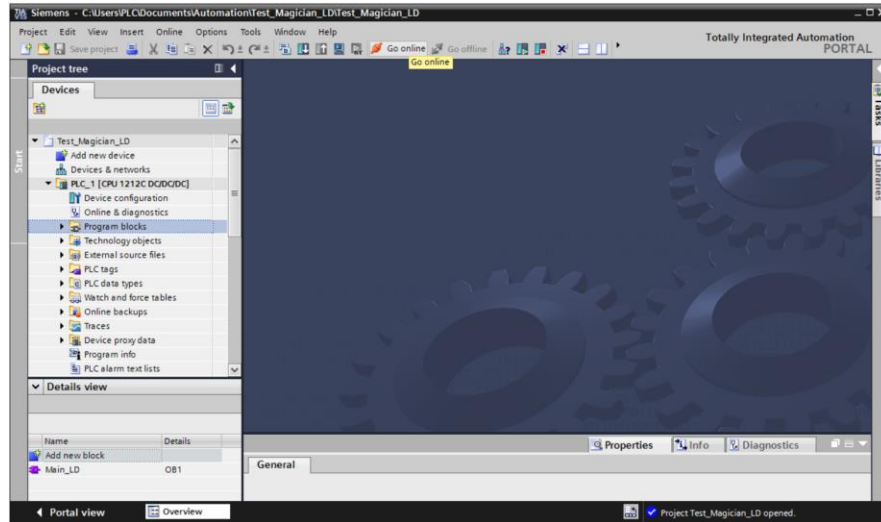 Siemens - C:\Users\PLC\Documents\Automation\Test_Magician_LD\Test_Magician_LD
Project Edit View Insert Online Options Tools Window Help
Totally Integrated Automation
PORTAL
Save project Go online Go offline
Go online
Project tree
Devices
Start
Test_Magician_LD
Add new device
Devices & networks
PLC_1 [CPU 1212C DC/DC/DC]
Device configuration
Online & diagnostics
Program blocks
Technology objects
External source files
PLC tags
PLC data types
Watch and force tables
Online backups
Traces
Device proxy data
Program info
PLC alarm text lists
Details view
Name Details
Add new block
Main_LD OB1
Tasks
Libraries
Properties Info Diagnostics
General
Portal view Overview Project Test_Magician_LD opened.